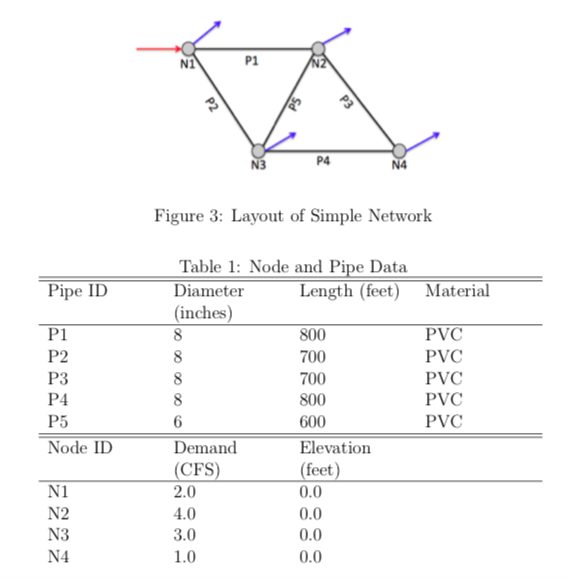 N1
P1
N2
P2
P5
P3
N3
P4
N4
Figure 3: Layout of Simple Network
Table 1: Node and Pipe Data
Pipe ID Diameter (inches) Length (feet) Material
P1 8 800 PVC
P2 8 700 PVC
P3 8 700 PVC
P4 8 800 PVC
P5 6 600 PVC
Node ID Demand (CFS) Elevation (feet)
N1 2.0 0.0
N2 4.0 0.0
N3 3.0 0.0
N4 1.0 0.0